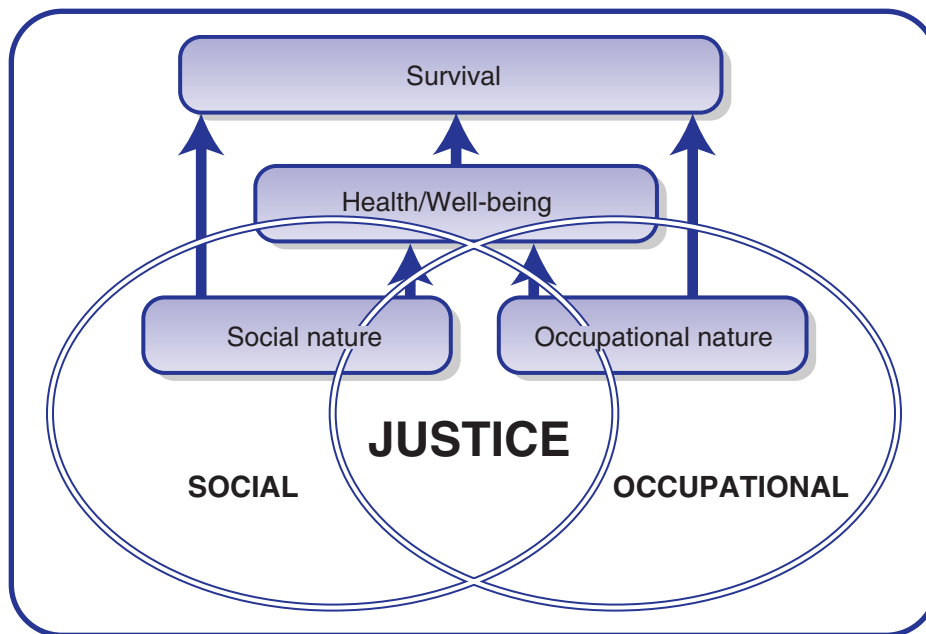 Survival
Health/Well-being
Social nature
Occupational nature
JUSTICE
SOCIAL
OCCUPATIONAL